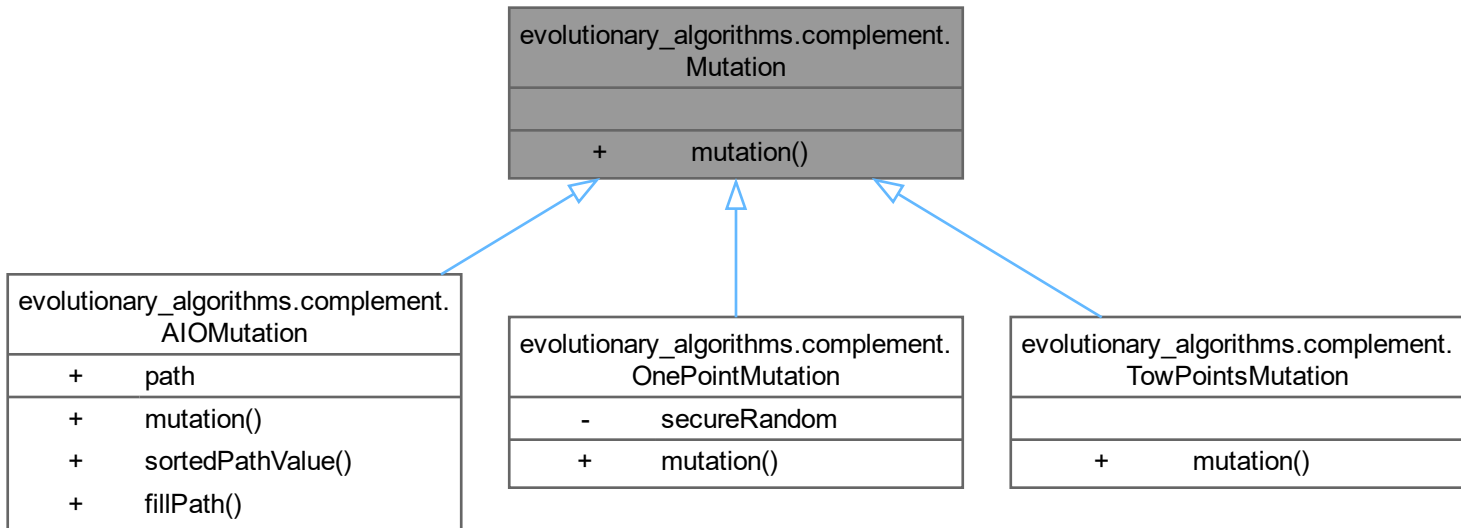 evolutionary_algorithms.complement.
Mutation
+ mutation()
evolutionary_algorithms.complement.
AIOMutation
+ path
+ mutation()
+ sortedPathValue()
+ fillPath()
evolutionary_algorithms.complement.
OnePointMutation
- secureRandom
+ mutation()
evolutionary_algorithms.complement.
TowPointsMutation
+ mutation()